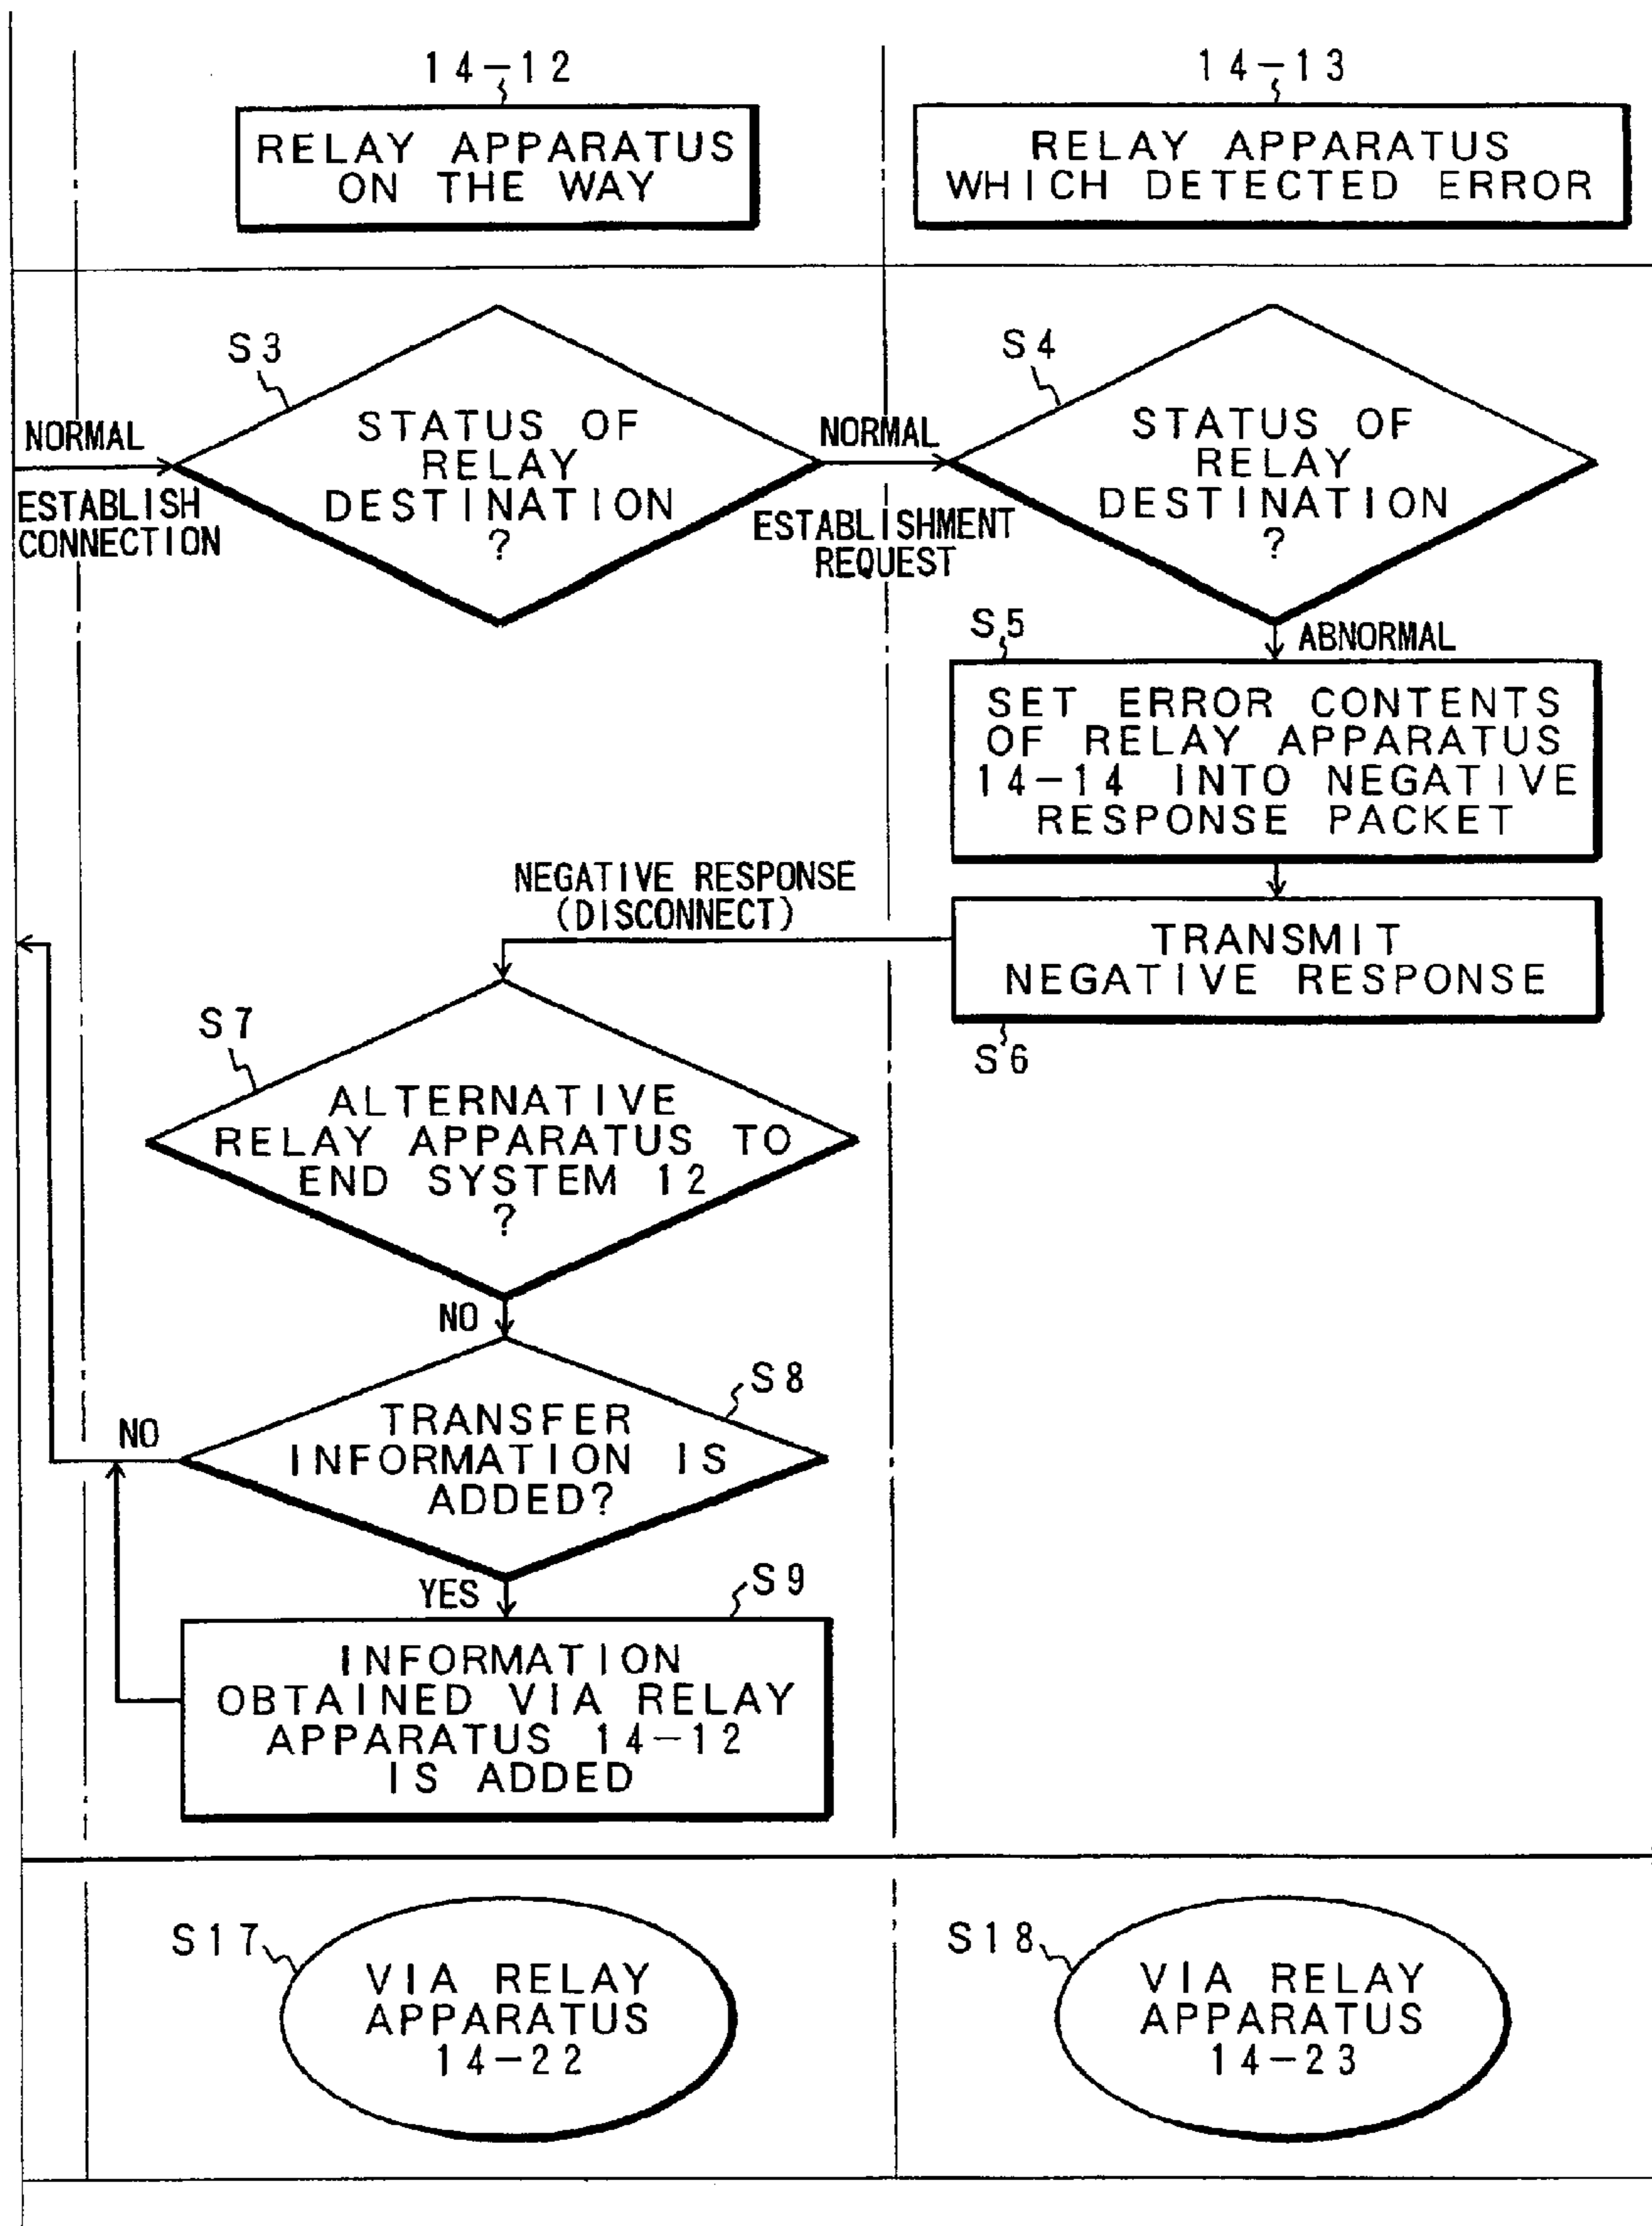 14-12
RELAY APPARATUS
ON THE WAY
14-13
RELAY APPARATUS
WHICH DETECTED ERROR
S3
NORMAL
ESTABLISH
CONNECTION
STATUS OF
RELAY
DESTINATION
?
NORMAL
ESTABLISHMENT
REQUEST
S4
STATUS OF
RELAY
DESTINATION
?
ABNORMAL
S5
SET ERROR CONTENTS
OF RELAY APPARATUS
14-14 INTO NEGATIVE
RESPONSE PACKET
TRANSMIT
NEGATIVE RESPONSE
S6
NEGATIVE RESPONSE
(DISCONNECT)
S7
ALTERNATIVE
RELAY APPARATUS TO
END SYSTEM 12
?
NO
S8
TRANSFER
INFORMATION IS
ADDED?
NO
YES
S9
INFORMATION
OBTAINED VIA RELAY
APPARATUS 14-12
IS ADDED
S17
VIA RELAY
APPARATUS
14-22
S18
VIA RELAY
APPARATUS
14-23